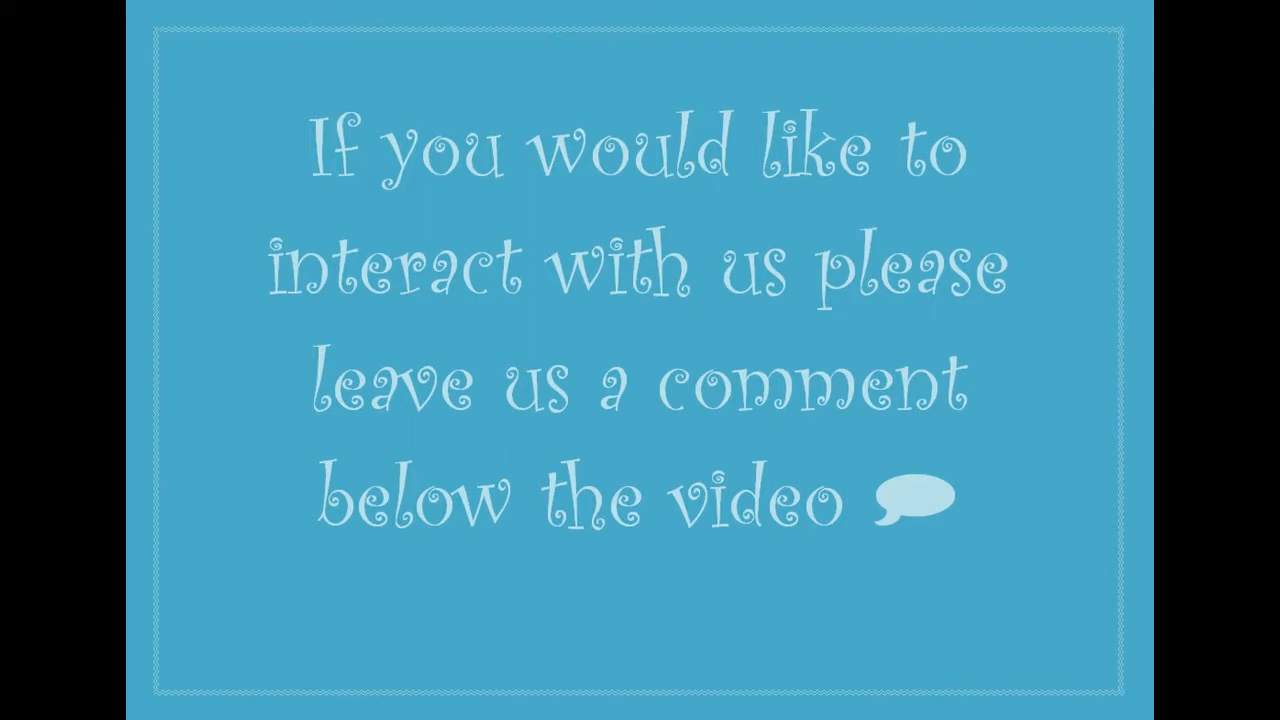 If you would like to
interact with us please
leave us a comment
below the video